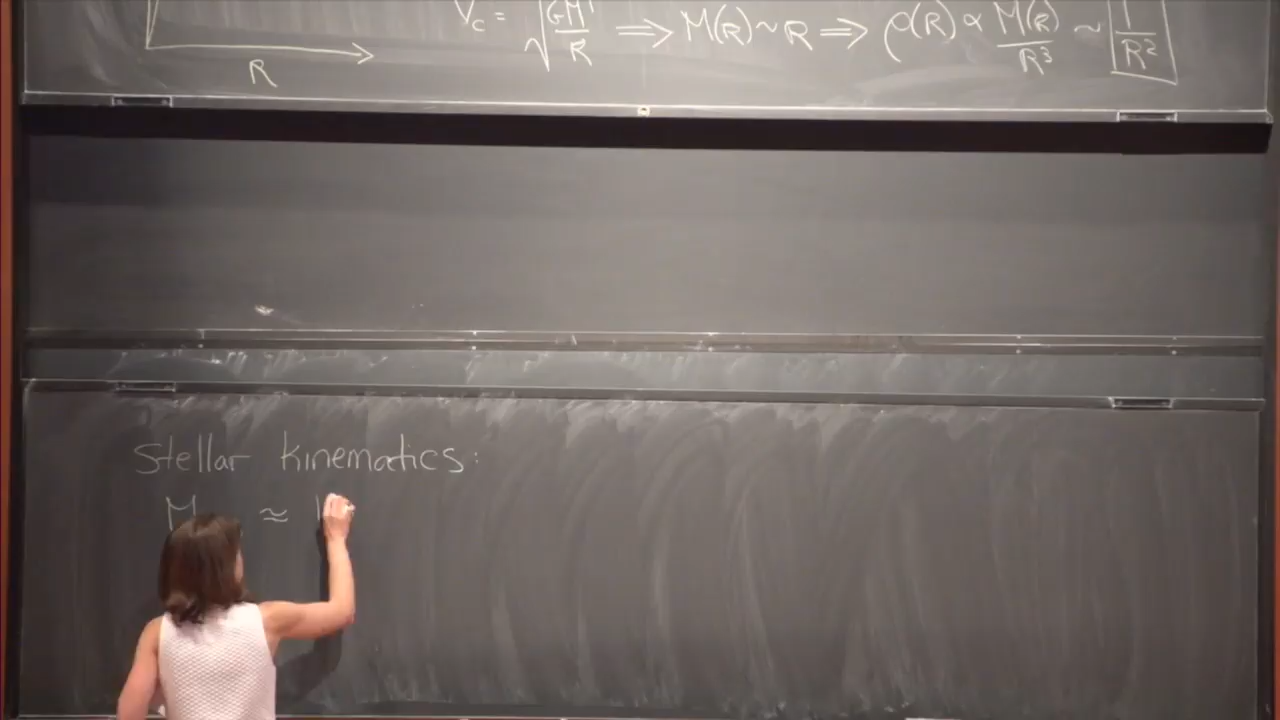 V_c = √(GM/R) ⟹ M(R) ~ R ⟹ ρ(R) ∝ M(R)/R³ ~ 1/R²
R
Stellar kinematics:
M ≈